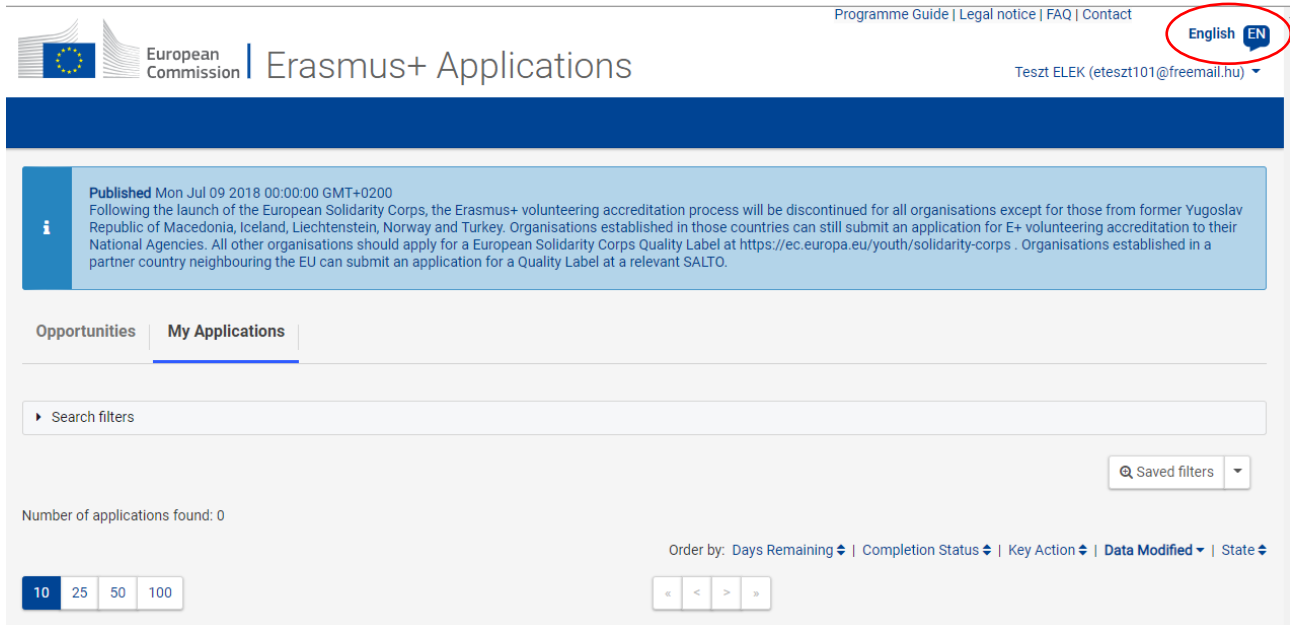 Programme Guide | Legal notice | FAQ | Contact
English EN
European
Commission
Erasmus+ Applications
Teszt ELEK (eteszt101@freemail.hu)
Published Mon Jul 09 2018 00:00:00 GMT+0200
Following the launch of the European Solidarity Corps, the Erasmus+ volunteering accreditation process will be discontinued for all organisations except for those from former Yugoslav
Republic of Macedonia, Iceland, Liechtenstein, Norway and Turkey. Organisations established in those countries can still submit an application for E+ volunteering accreditation to their
National Agencies. All other organisations should apply for a European Solidarity Corps Quality Label at https://ec.europa.eu/youth/solidarity-corps . Organisations established in a
partner country neighbouring the EU can submit an application for a Quality Label at a relevant SALTO.
Opportunities My Applications
Search filters
Saved filters
Number of applications found: 0
Order by: Days Remaining | Completion Status | Key Action | Data Modified | State
10 25 50 100 « < > »